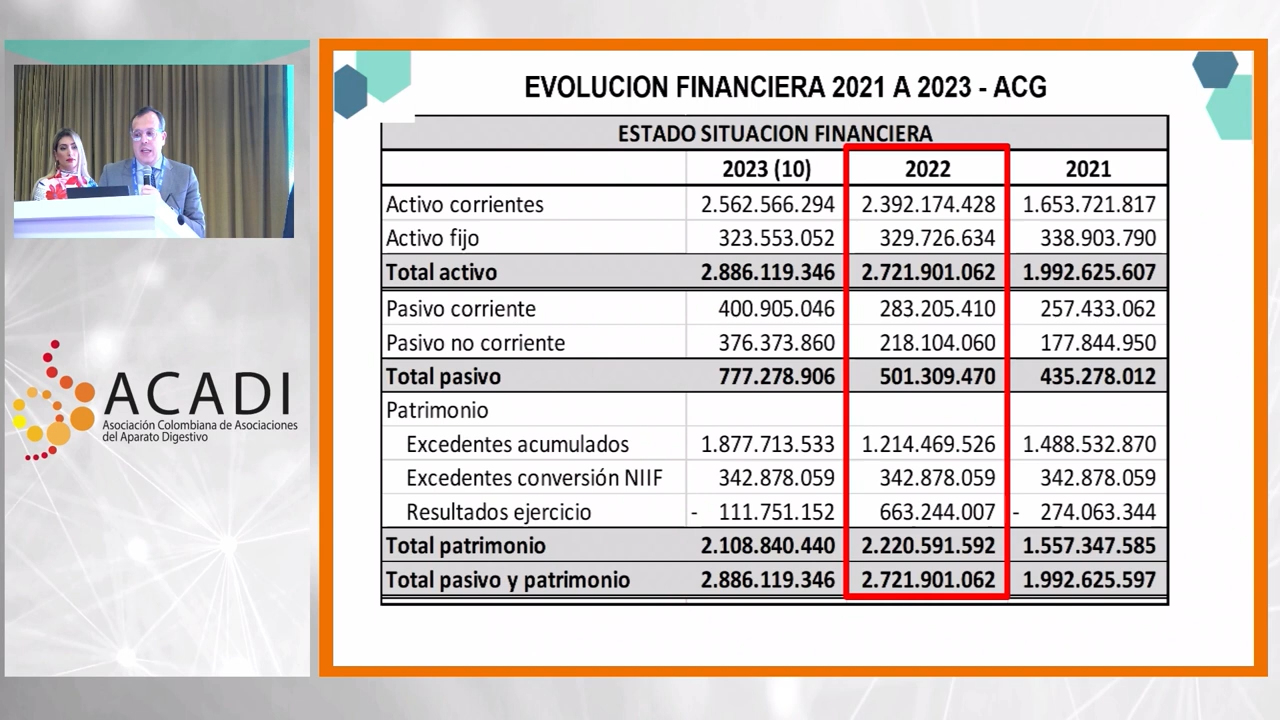 EVOLUCION FINANCIERA 2021 A 2023 - ACG
ESTADO SITUACION FINANCIERA
2023 (10) 2022 2021
Activo corrientes 2.562.566.294 2.392.174.428 1.653.721.817
Activo fijo 323.553.052 329.726.634 338.903.790
Total activo 2.886.119.346 2.721.901.062 1.992.625.607
Pasivo corriente 400.905.046 283.205.410 257.433.062
Pasivo no corriente 376.373.860 218.104.060 177.844.950
Total pasivo 777.278.906 501.309.470 435.278.012
Patrimonio
Excedentes acumulados 1.877.713.533 1.214.469.526 1.488.532.870
Excedentes conversión NIIF 342.878.059 342.878.059 342.878.059
Resultados ejercicio - 111.751.152 663.244.007 - 274.063.344
Total patrimonio 2.108.840.440 2.220.591.592 1.557.347.585
Total pasivo y patrimonio 2.886.119.346 2.721.901.062 1.992.625.597
ACADI
Asociación Colombiana de Asociaciones
del Aparato Digestivo